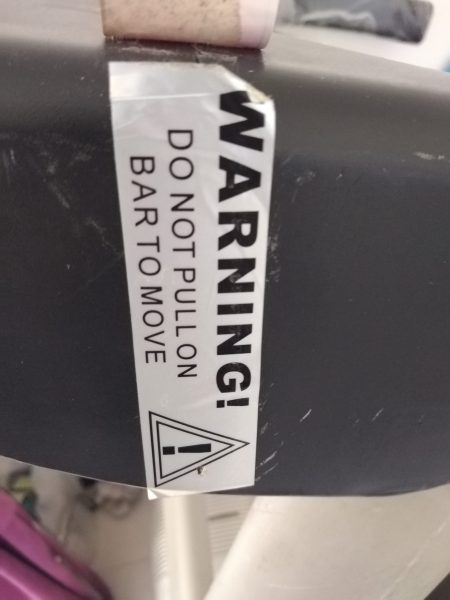 WARNING!
DO NOT PULL ON
BAR TO MOVE
!